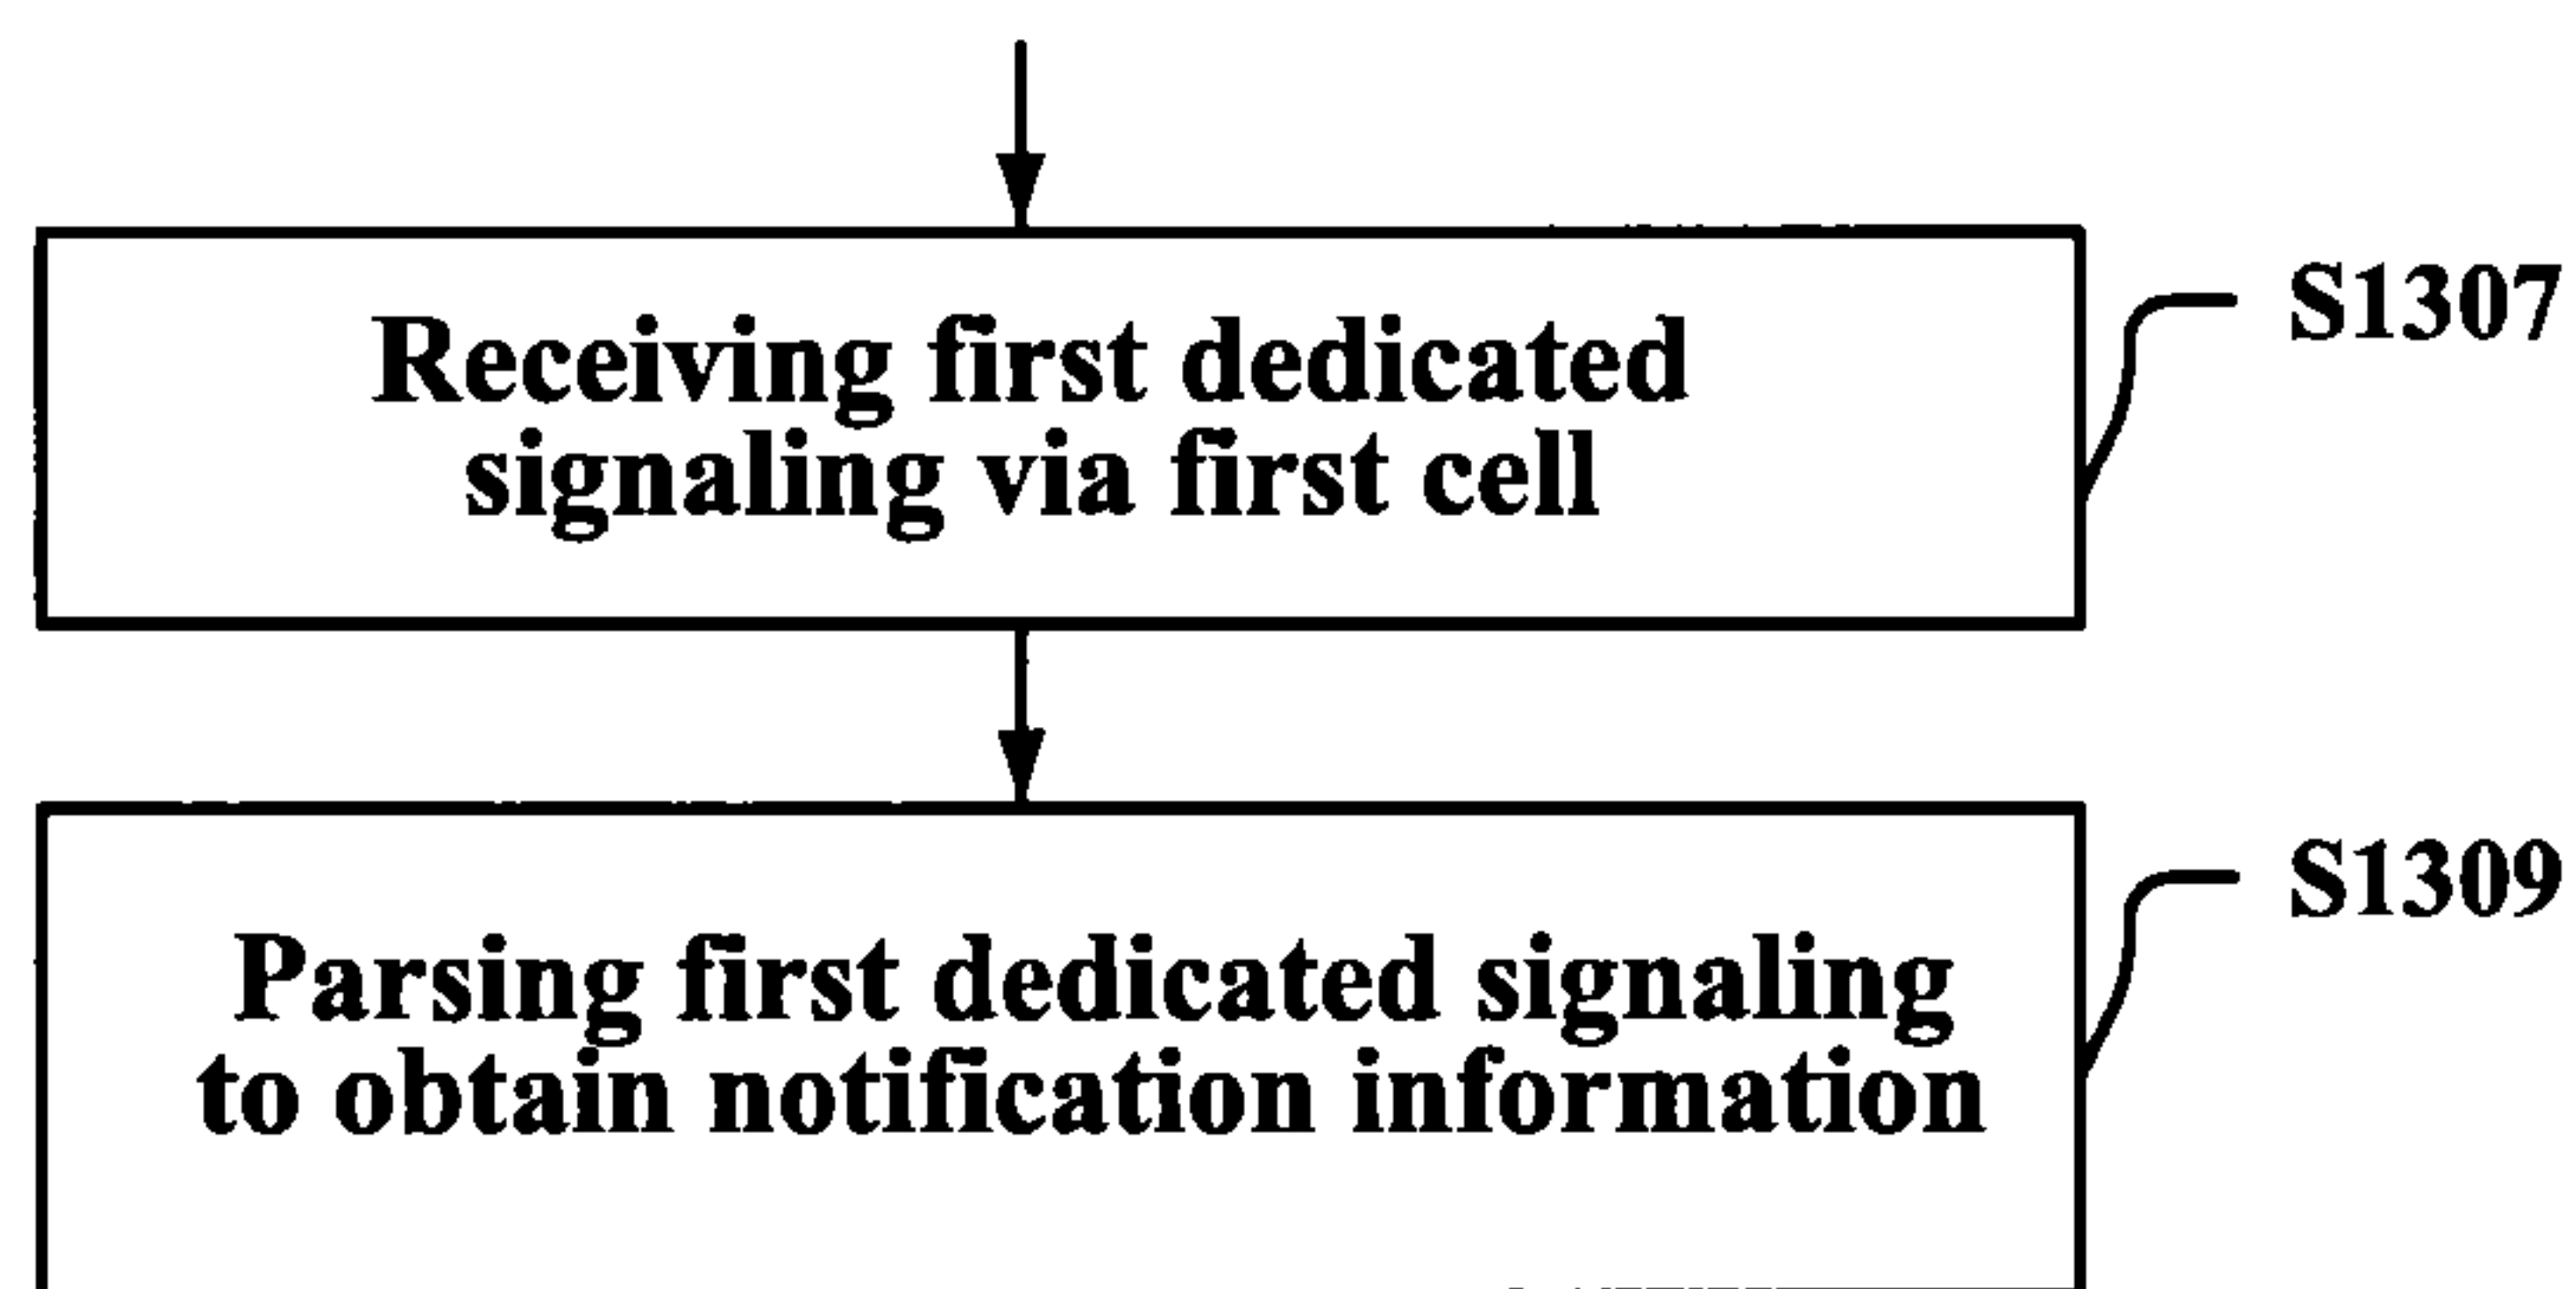 Receiving first dedicated
signaling via first cell
S1307
Parsing first dedicated signaling
to obtain notification information
S1309